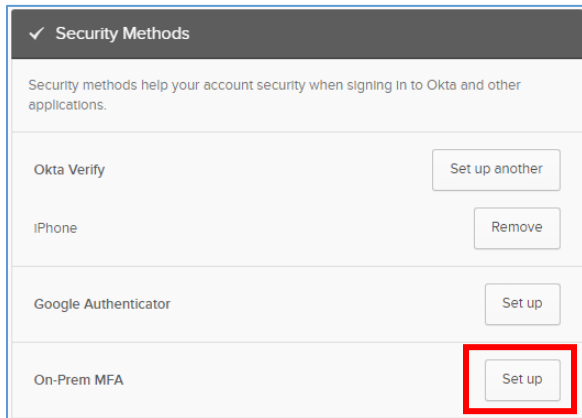 Security Methods
Security methods help your account security when signing in to Okta and other
applications.
Okta Verify
Set up another
iPhone
Remove
Google Authenticator
Set up
On-Prem MFA
Set up